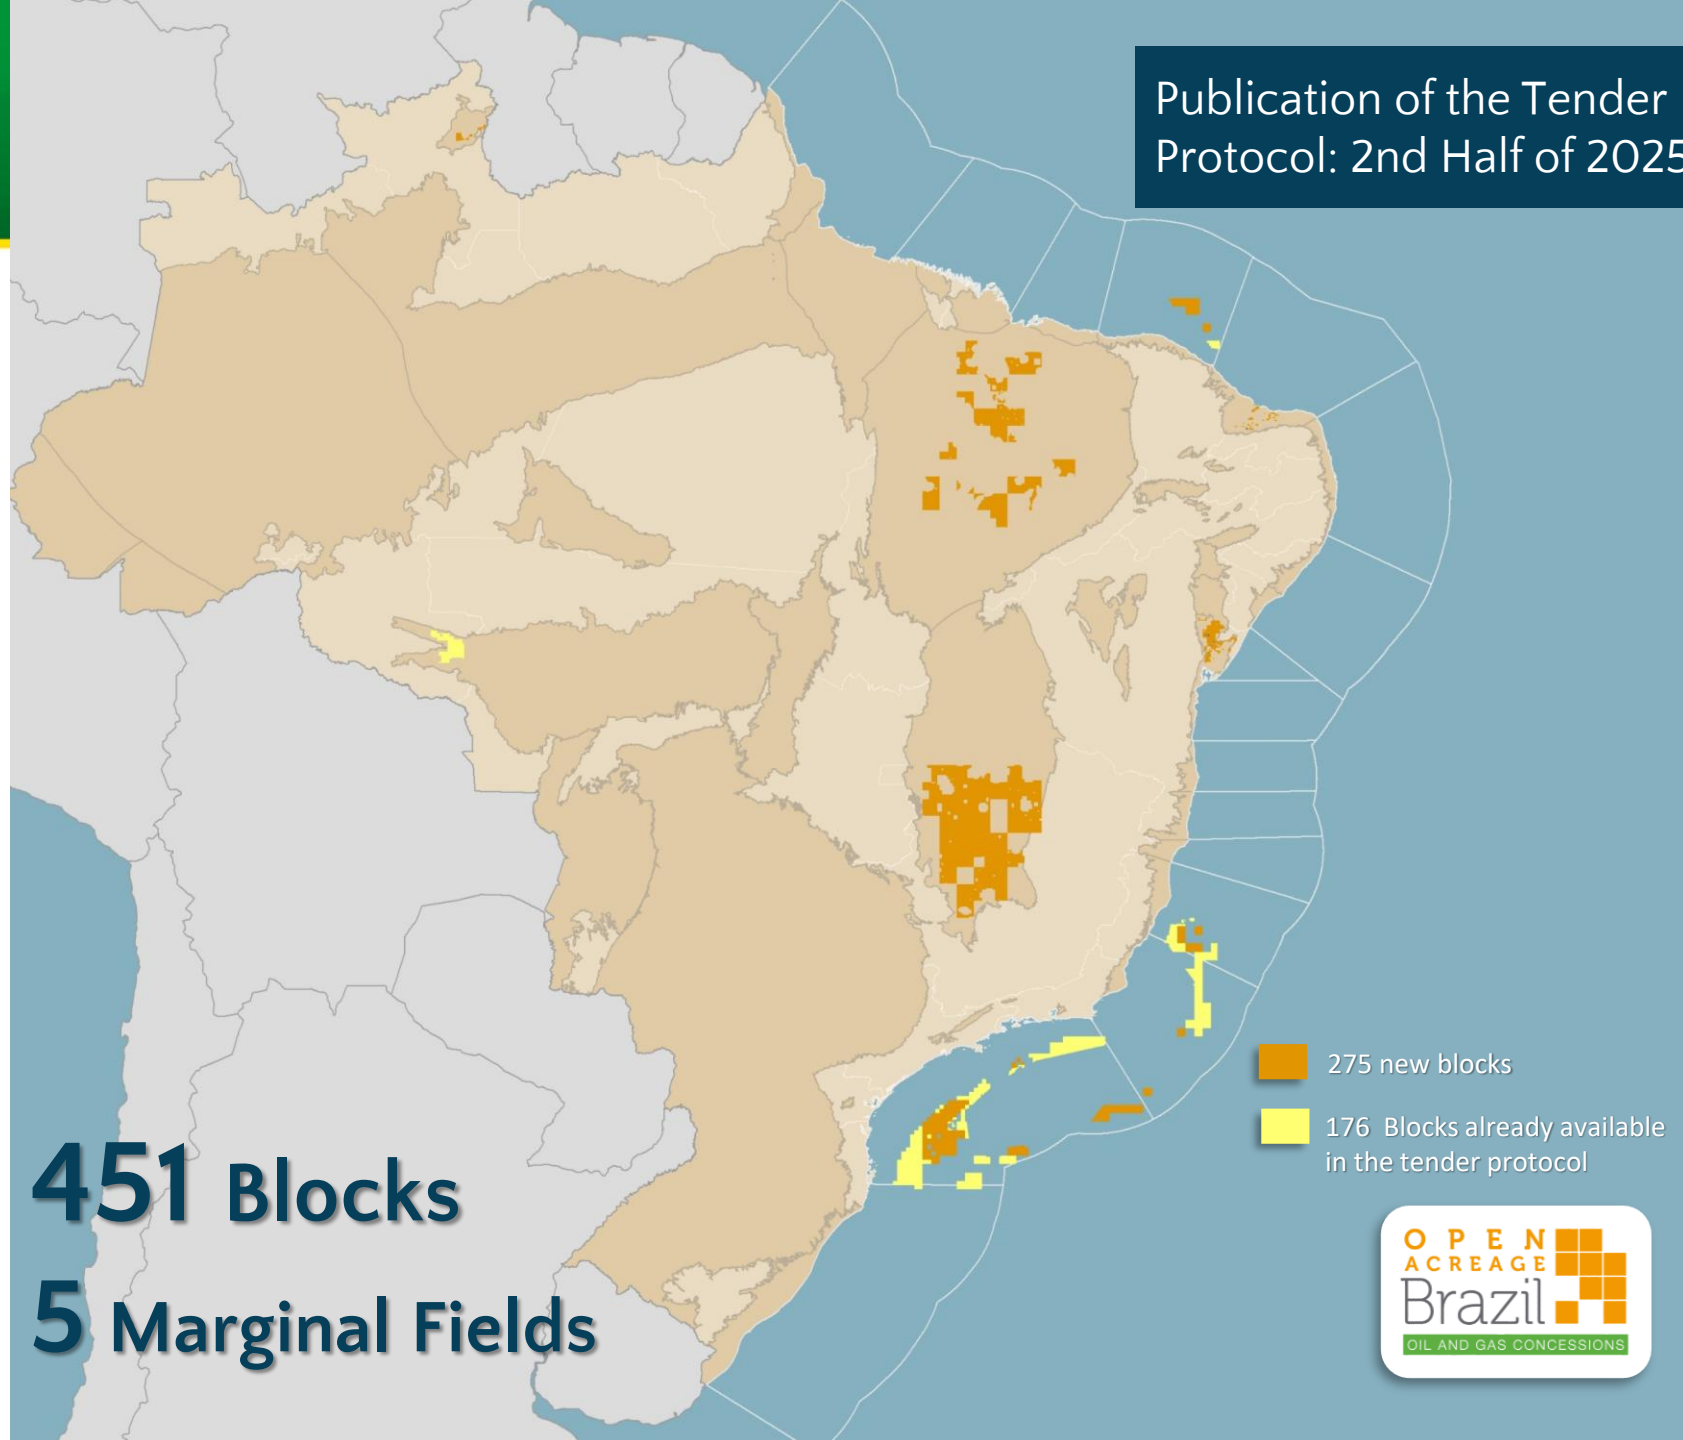 Publication of the Tender
Protocol: 2nd Half of 2025
275 new blocks
176 Blocks already available
in the tender protocol
451 Blocks
5 Marginal Fields
OPEN
ACREAGE
Brazil
OIL AND GAS CONCESSIONS